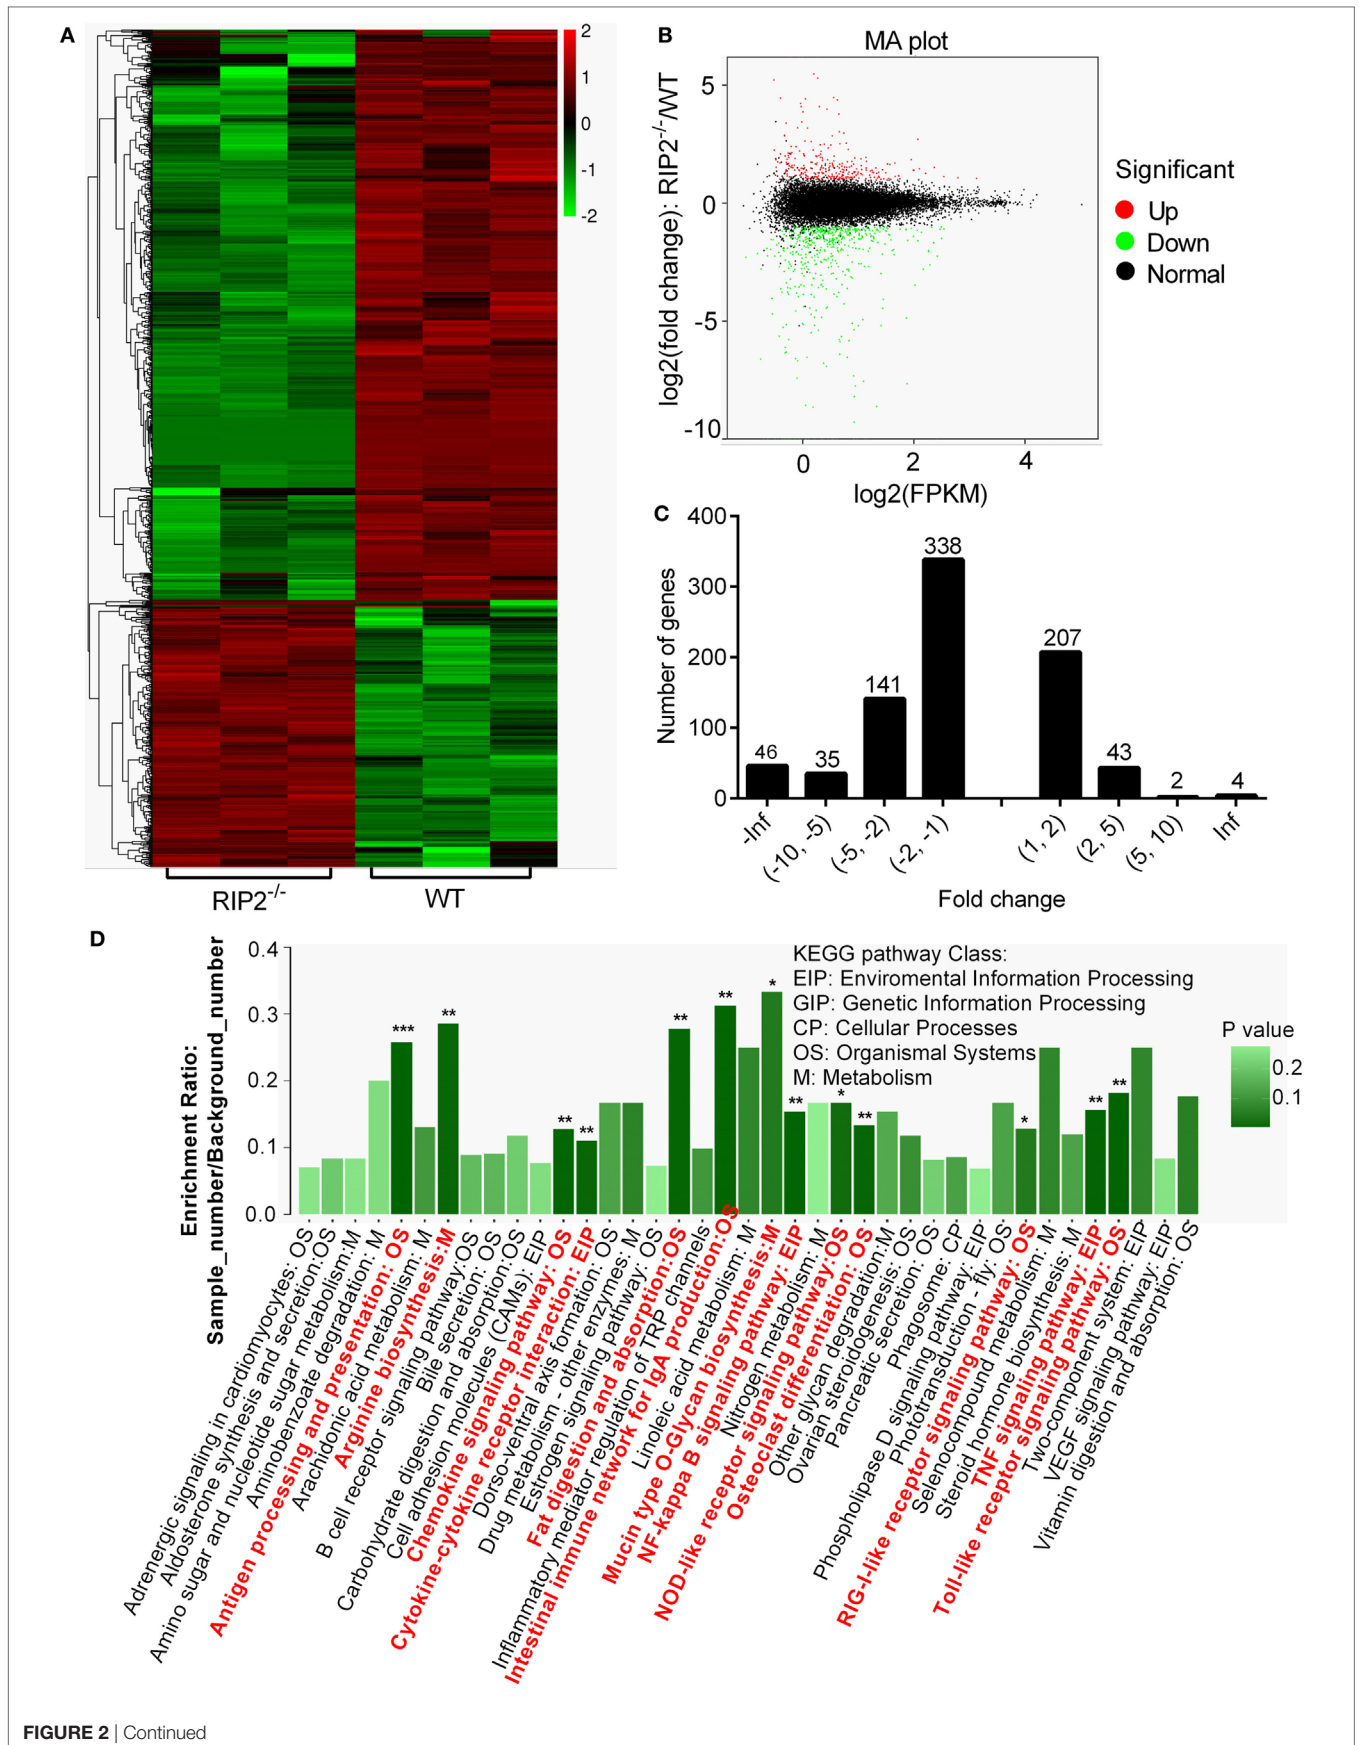 A
2
1
0
-1
-2
RIP2-/-
WT
B
MA plot
log2(fold change): RIP2-/-/WT
5
0
-5
-10
0
2
4
log2(FPKM)
Significant
Up
Down
Normal
C
Number of genes
400
300
200
100
0
46
35
141
338
207
43
2
4
-Inf
(-10, -5)
(-5, -2)
(-2, -1)
(1, 2)
(2, 5)
(5, 10)
Inf
Fold change
D
Enrichment Ratio:
Sample_number/Background_number
0.4
0.3
0.2
0.1
0.0
***
**
**
**
**
**
*
**
*
**
*
**
**
KEGG pathway Class:
EIP: Enviromental Information Processing
GIP: Genetic Information Processing
CP: Cellular Processes
OS: Organismal Systems
M: Metabolism
P value
0.2
0.1
Adrenergic signaling in cardiomyocytes: OS
Aldosterone synthesis and secretion:OS
Amino sugar and nucleotide sugar metabolism:M
Aminobenzoate degradation: M
Antigen processing and presentation: OS
Arachidonic acid metabolism: M
Arginine biosynthesis:M
B cell receptor signaling pathway:OS
Bile secretion: OS
Carbohydrate digestion and absorption:OS
Cell adhesion molecules (CAMs): EIP
Chemokine signaling pathway: OS
Cytokine-cytokine receptor interaction: EIP
Dorso-ventral axis formation: OS
Drug metabolism - other enzymes: M
Estrogen signaling pathway: OS
Fat digestion and absorption:OS
Inflammatory mediator regulation of TRP channels
Intestinal immune network for IgA production:OS
Linoleic acid metabolism: M
Mucin type O-Glycan biosynthesis:M
NF-kappa B signaling pathway: EIP
Nitrogen metabolism: M
NOD-like receptor signaling pathway:OS
Osteoclast differentiation: OS
Other glycan degradation:M
Ovarian steroidogenesis: OS
Pancreatic secretion: OS
Phagosome: CP
Phospholipase D signaling pathway: EIP
Phototransduction - fly: OS
RIG-I-like receptor signaling pathway: OS
Selenocompound metabolism: M
Steroid hormone biosynthesis: M
TNF signaling pathway: EIP
Toll-like receptor signaling pathway: OS
Two-component system: EIP
VEGF signaling pathway: EIP
Vitamin digestion and absorption: OS
FIGURE 2 | Continued